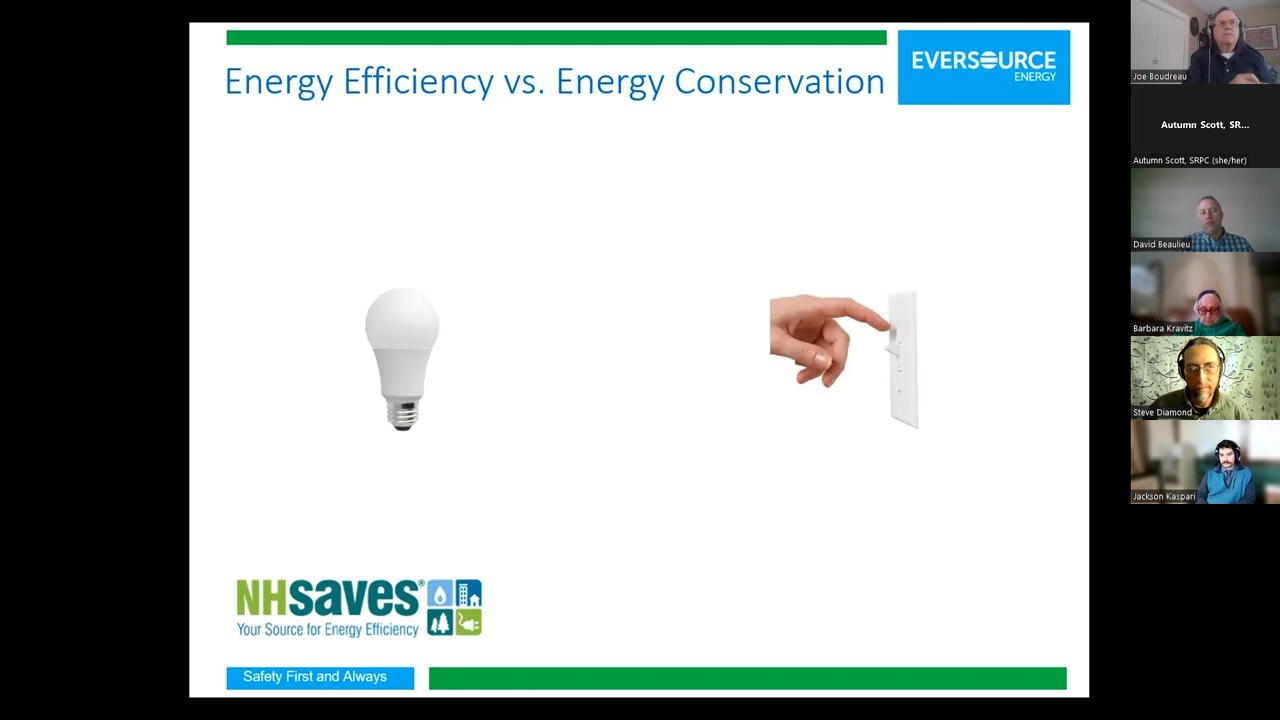 Energy Efficiency vs. Energy Conservation
EVERSOURCE
ENERGY
NHsaves®
Your Source for Energy Efficiency
Safety First and Always
Joe Boudreau
Autumn Scott, SR...
Autumn Scott, SRPC (she/her)
David Beaulieu
Barbara Kravitz
Steve Diamond
Jackson Kaspari